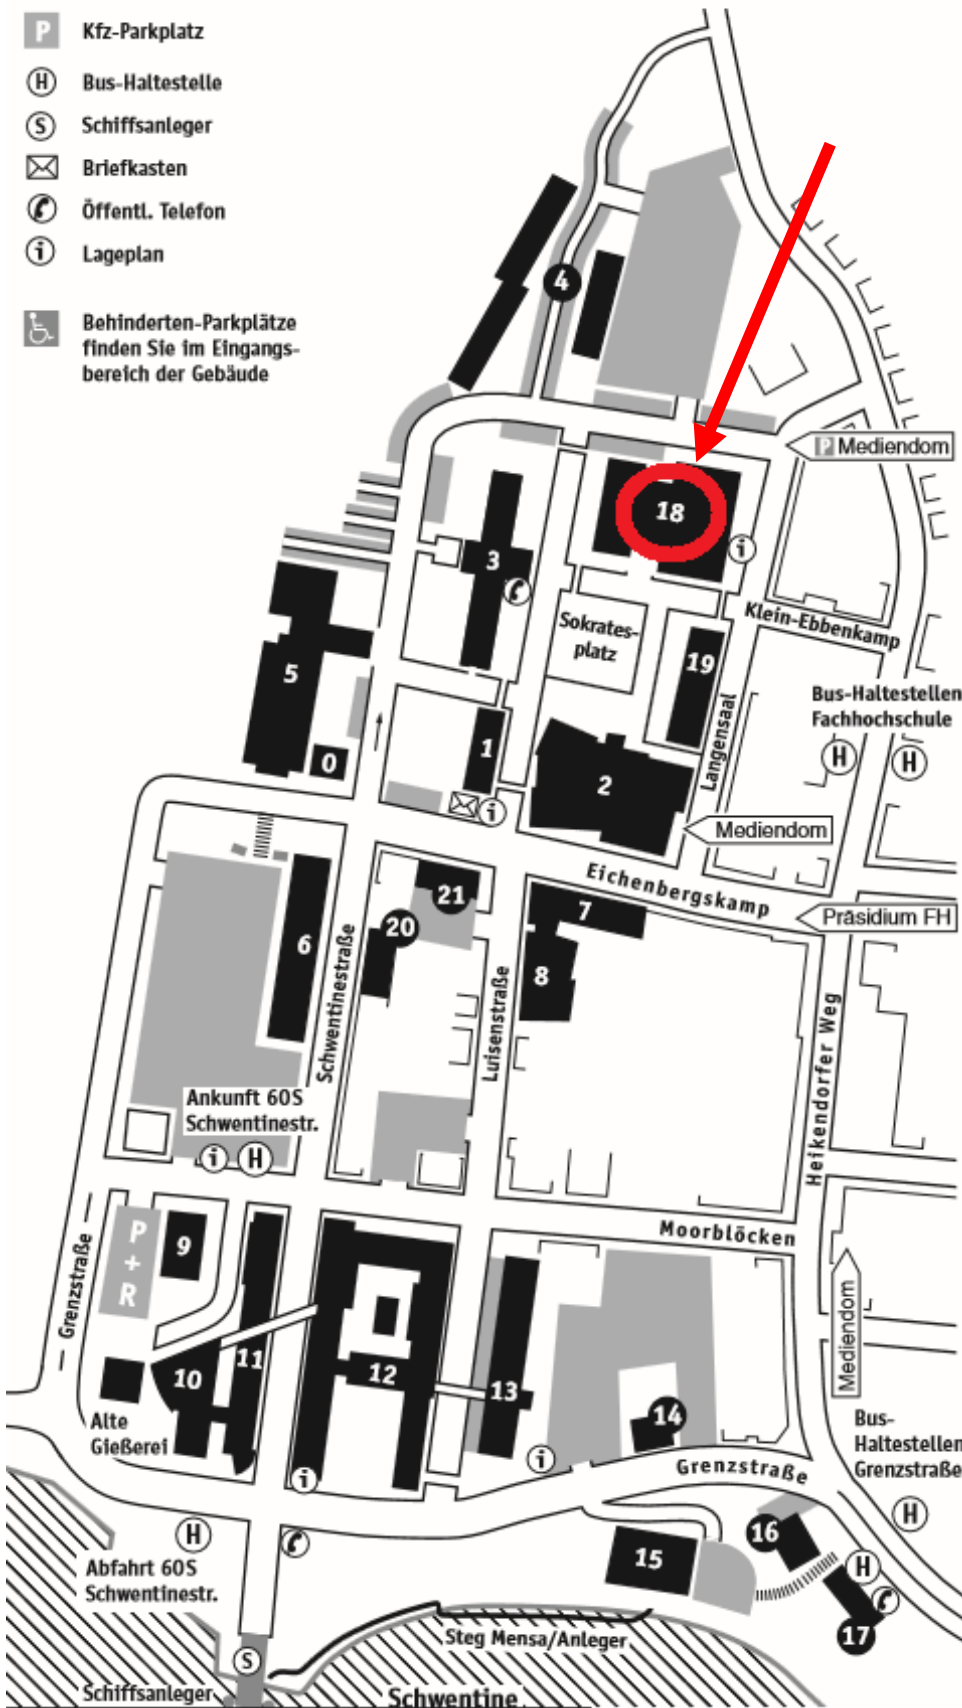 P Kfz-Parkplatz
H Bus-Haltestelle
S Schiffsanleger
Briefkasten
Öffentl. Telefon
i Lageplan
Behinderten-Parkplätze
finden Sie im Eingangs-
bereich der Gebäude
4
P Mediendom
18
i
3
Klein-Ebbenkamp
Sokrates-
platz
19
5
Bus-Haltestellen
Fachhochschule
H H
Langensaal
1
0
2
i
Mediendom
Eichenbergskamp
21
7
Präsidium FH
20
6
8
Schwentinestraße
Luisenstraße
Heikendorfer Weg
Ankunft 60S
Schwentinestr.
i H
Moorblöcken
P
+
R
9
Grenzstraße
Mediendom
11
12
10
13
14
Alte
Gießerei
Bus-
Haltestellen
Grenzstraße
i
i
Grenzstraße
H
16
H
Abfahrt 60S
Schwentinestr.
15
H
17
Steg Mensa/Anleger
S
Schiffsanleger
Schwentine